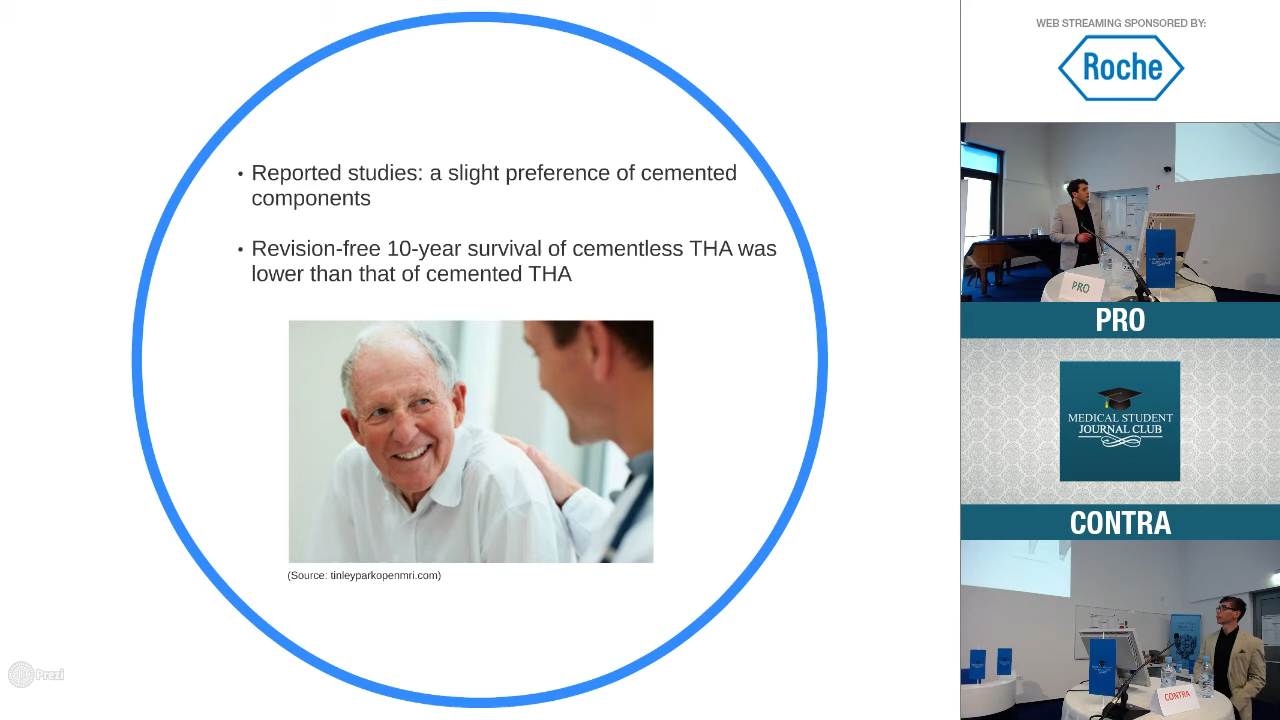 • Reported studies: a slight preference of cemented
components
• Revision-free 10-year survival of cementless THA was
lower than that of cemented THA
(Source: tinleyparkopenmri.com)
Prezi
WEB STREAMING SPONSORED BY:
Roche
PRO
PRO
MEDICAL STUDENT
JOURNAL CLUB
CONTRA
CONTRA